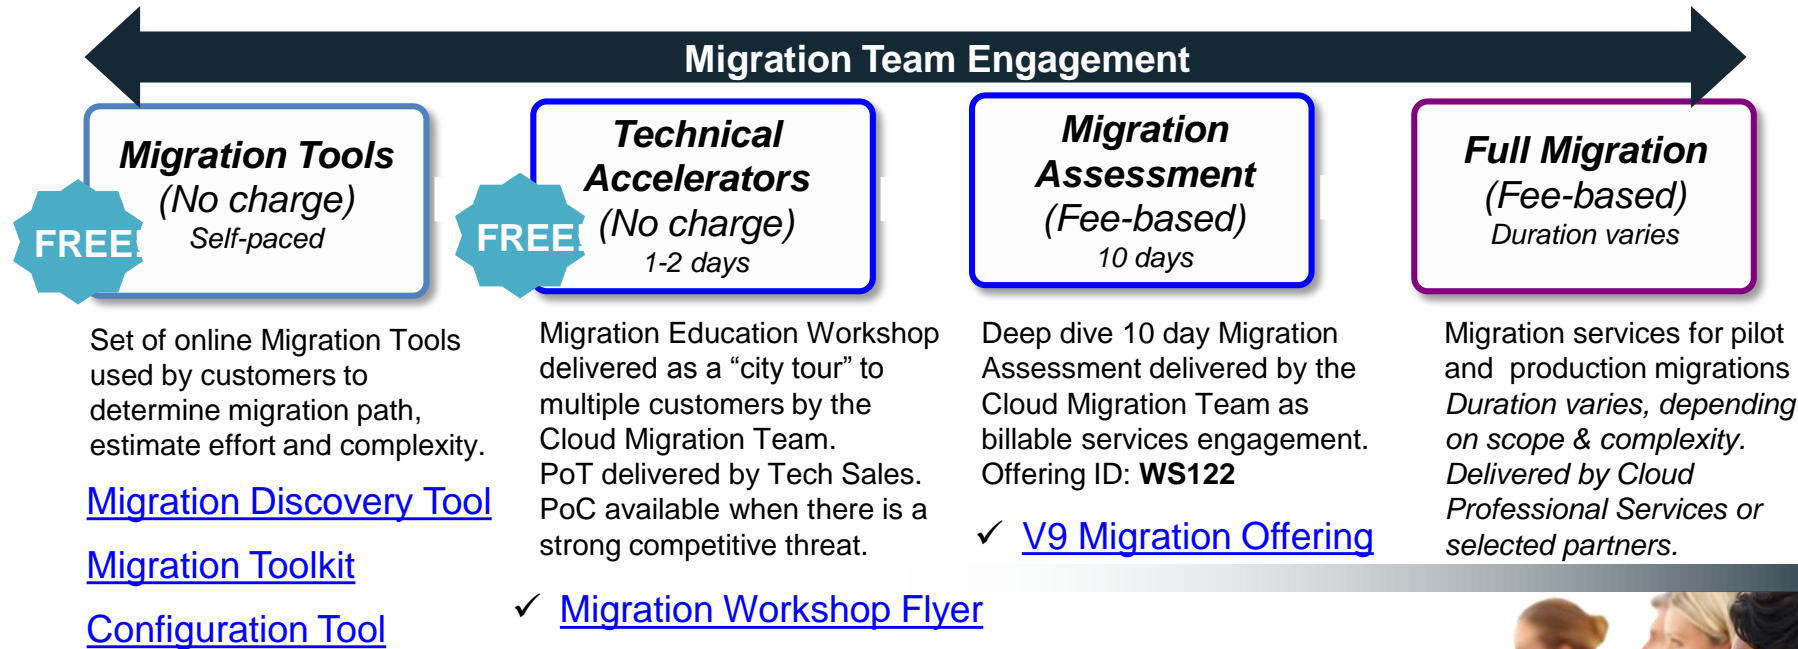 Migration Team Engagement
Migration Tools
(No charge)
Self-paced
FREE!
Technical
Accelerators
(No charge)
1-2 days
FREE!
Migration
Assessment
(Fee-based)
10 days
Full Migration
(Fee-based)
Duration varies
Set of online Migration Tools
used by customers to
determine migration path,
estimate effort and complexity.
Migration Discovery Tool
Migration Toolkit
Configuration Tool
Migration Education Workshop
delivered as a “city tour” to
multiple customers by the
Cloud Migration Team.
PoT delivered by Tech Sales.
PoC available when there is a
strong competitive threat.
✓ Migration Workshop Flyer
Deep dive 10 day Migration
Assessment delivered by the
Cloud Migration Team as
billable services engagement.
Offering ID: WS122
✓ V9 Migration Offering
Migration services for pilot
and production migrations
Duration varies, depending
on scope & complexity.
Delivered by Cloud
Professional Services or
selected partners.